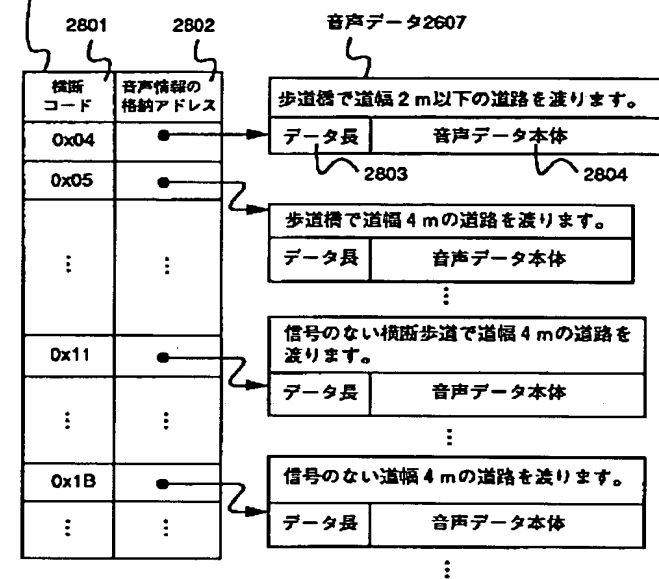 2801
2802
音声データ2607
横断
コード
音声情報の
格納アドレス
歩道橋で道幅2m以下の道路を渡ります。
0x04
データ長
音声データ本体
0x05
2803
2804
歩道橋で道幅4mの道路を渡ります。
データ長
音声データ本体
信号のない横断歩道で道幅4mの道路を
渡ります。
0x11
データ長
音声データ本体
0x1B
信号のない道幅4mの道路を渡ります。
データ長
音声データ本体